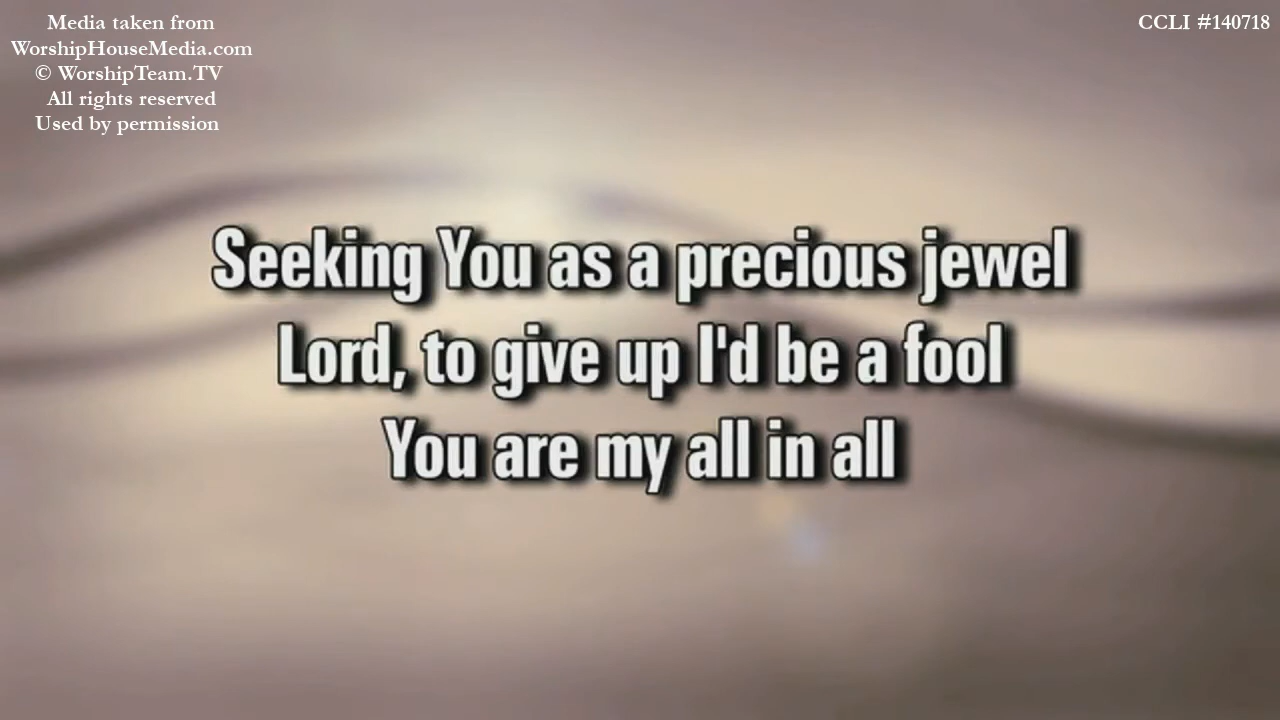 Media taken from
WorshipHouseMedia.com
© WorshipTeam.TV
All rights reserved
Used by permission
CCLI #140718
Seeking You as a precious jewel
Lord, to give up I'd be a fool
You are my all in all